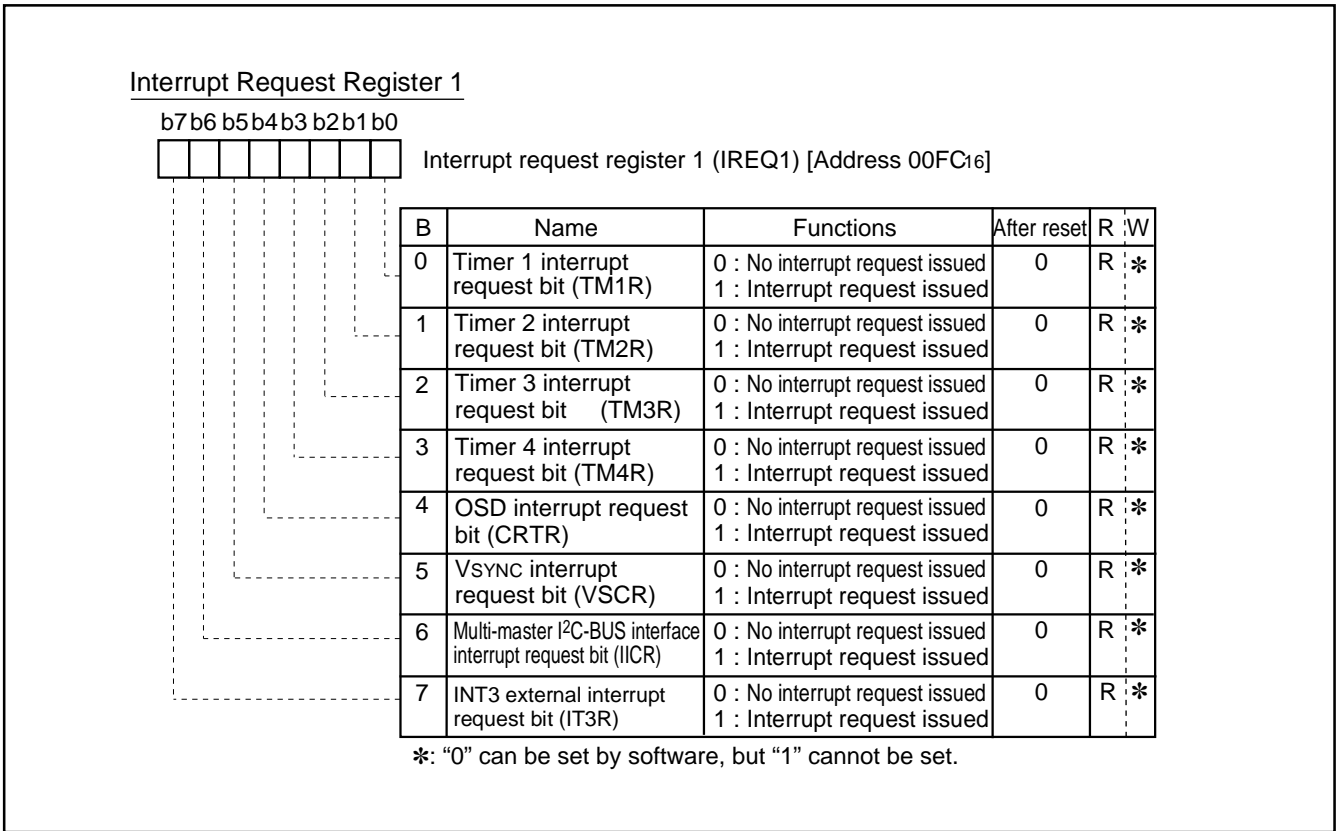 Interrupt Request Register 1
b7 b6 b5 b4 b3 b2 b1 b0
Interrupt request register 1 (IREQ1) [Address 00FC16]
B Name Functions After reset R W
0 Timer 1 interrupt request bit (TM1R) 0 : No interrupt request issued 1 : Interrupt request issued 0 R ✻
1 Timer 2 interrupt request bit (TM2R) 0 : No interrupt request issued 1 : Interrupt request issued 0 R ✻
2 Timer 3 interrupt request bit (TM3R) 0 : No interrupt request issued 1 : Interrupt request issued 0 R ✻
3 Timer 4 interrupt request bit (TM4R) 0 : No interrupt request issued 1 : Interrupt request issued 0 R ✻
4 OSD interrupt request bit (CRTR) 0 : No interrupt request issued 1 : Interrupt request issued 0 R ✻
5 VSYNC interrupt request bit (VSCR) 0 : No interrupt request issued 1 : Interrupt request issued 0 R ✻
6 Multi-master I2C-BUS interface interrupt request bit (IICR) 0 : No interrupt request issued 1 : Interrupt request issued 0 R ✻
7 INT3 external interrupt request bit (IT3R) 0 : No interrupt request issued 1 : Interrupt request issued 0 R ✻
✻: “0” can be set by software, but “1” cannot be set.